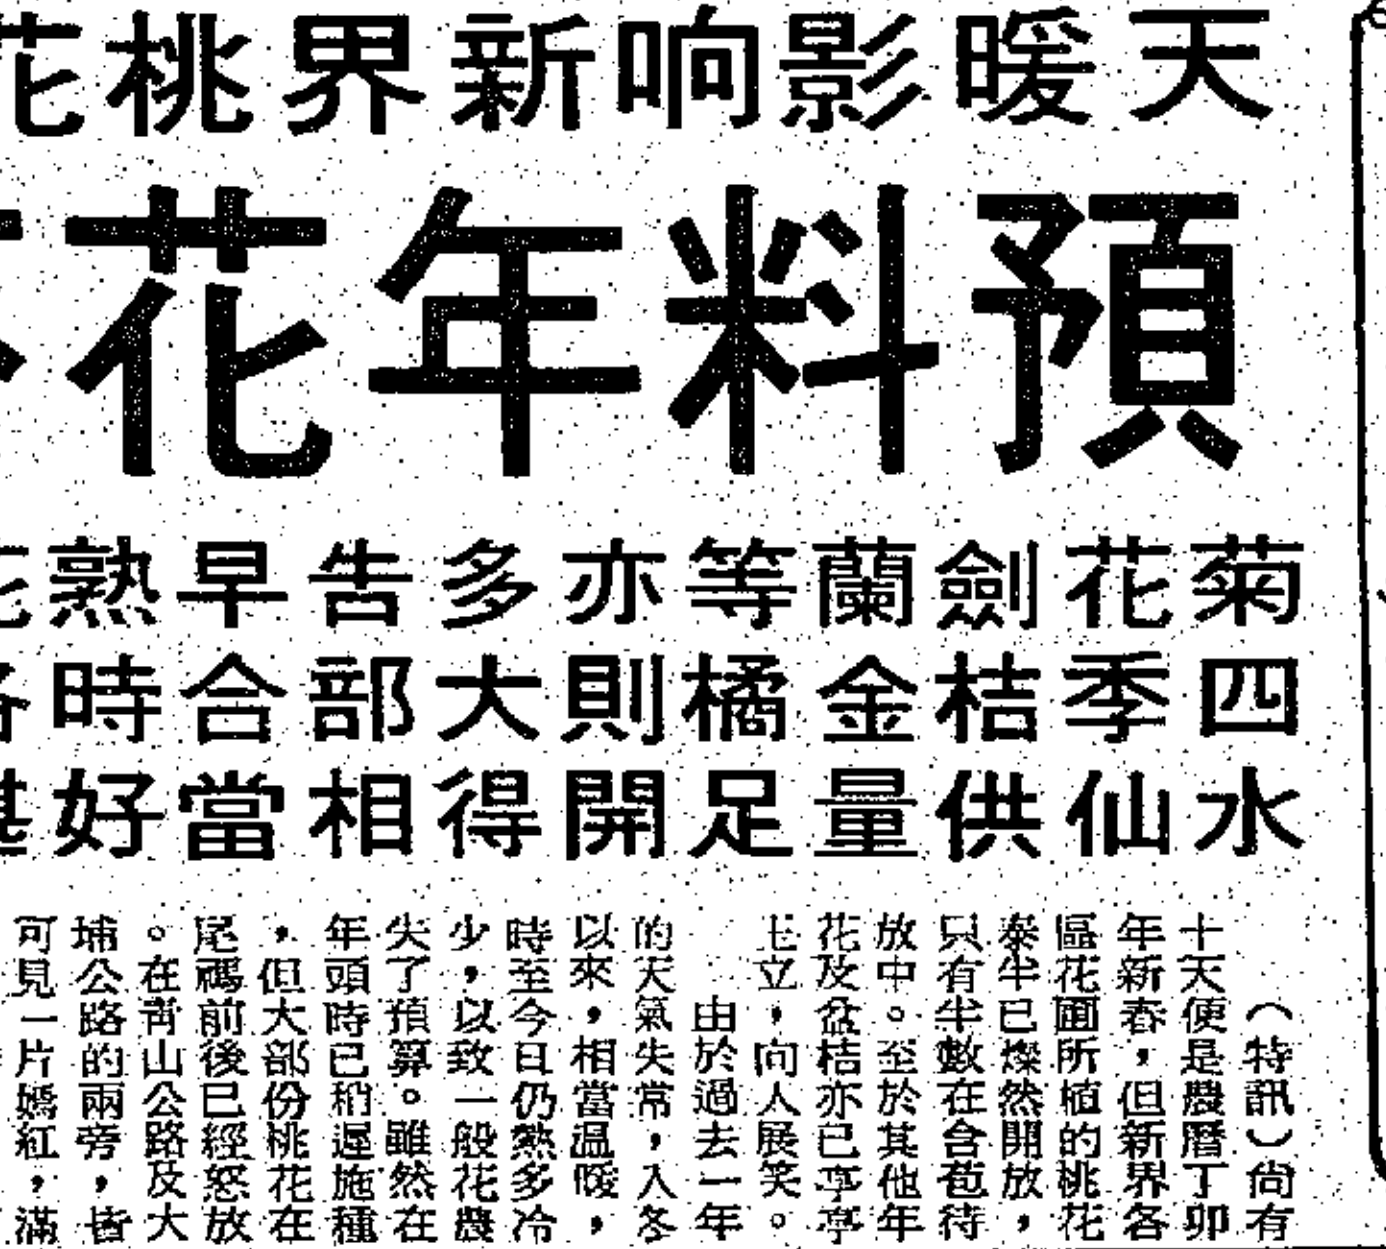 天暖影响新界桃花
預料年花
菊花劍蘭等亦多告早熟花
四季桔金橘則大部合時
水仙供量足開得相當好
（特訊）尙有
十天便是農曆丁卯
年新春，但新界各
區花圃所植的桃花
泰半已燦然開放，
只有半數在含苞待
放中。至於其他年
花及盆桔亦已亭亭
玉立，向人展笑。
由於過去一年
的天氣失常，入冬
以來，相當溫暖，
時至今日仍熱多冷
少，以致一般花農
失了預算。雖然在
年頭時已稍遲施種
，但大部份桃花在
尾禡前後已經怒放
。在靑山公路及大
埔公路的兩旁，皆
可見一片嫣紅，滿